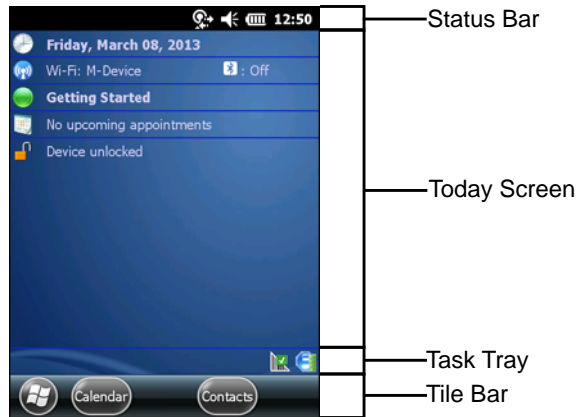 12:50
Status Bar
Friday, March 08, 2013
Wi-Fi: M-Device : Off
Getting Started
No upcoming appointments
Device unlocked
Today Screen
Task Tray
Calendar Contacts
Tile Bar